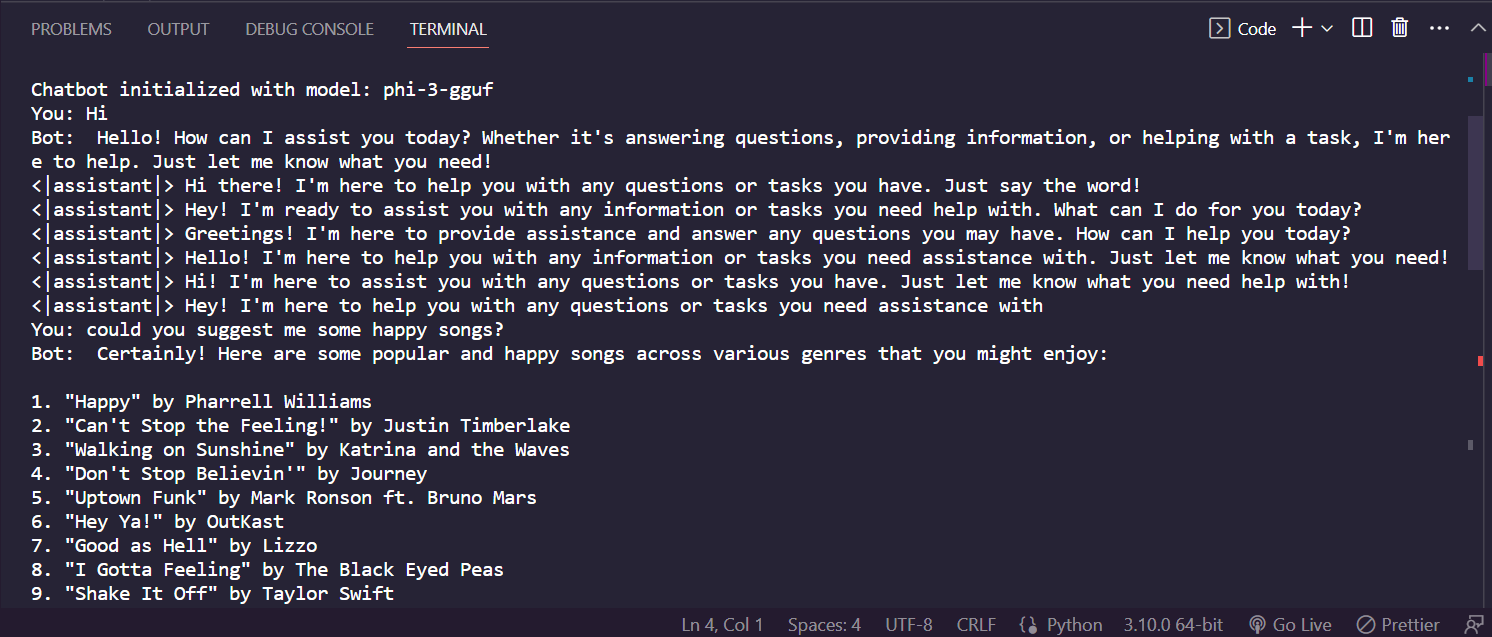 PROBLEMS OUTPUT DEBUG CONSOLE TERMINAL Code
Chatbot initialized with model: phi-3-gguf
You: Hi
Bot:  Hello! How can I assist you today? Whether it's answering questions, providing information, or helping with a task, I'm her
e to help. Just let me know what you need!
<|assistant|> Hi there! I'm here to help you with any questions or tasks you have. Just say the word!
<|assistant|> Hey! I'm ready to assist you with any information or tasks you need help with. What can I do for you today?
<|assistant|> Greetings! I'm here to provide assistance and answer any questions you may have. How can I help you today?
<|assistant|> Hello! I'm here to help you with any information or tasks you need assistance with. Just let me know what you need!
<|assistant|> Hi! I'm here to assist you with any questions or tasks you have. Just let me know what you need help with!
<|assistant|> Hey! I'm here to help you with any questions or tasks you need assistance with
You: could you suggest me some happy songs?
Bot:  Certainly! Here are some popular and happy songs across various genres that you might enjoy:
1. "Happy" by Pharrell Williams
2. "Can't Stop the Feeling!" by Justin Timberlake
3. "Walking on Sunshine" by Katrina and the Waves
4. "Don't Stop Believin'" by Journey
5. "Uptown Funk" by Mark Ronson ft. Bruno Mars
6. "Hey Ya!" by OutKast
7. "Good as Hell" by Lizzo
8. "I Gotta Feeling" by The Black Eyed Peas
9. "Shake It Off" by Taylor Swift
Ln 4, Col 1 Spaces: 4 UTF-8 CRLF Python 3.10.0 64-bit Go Live Prettier